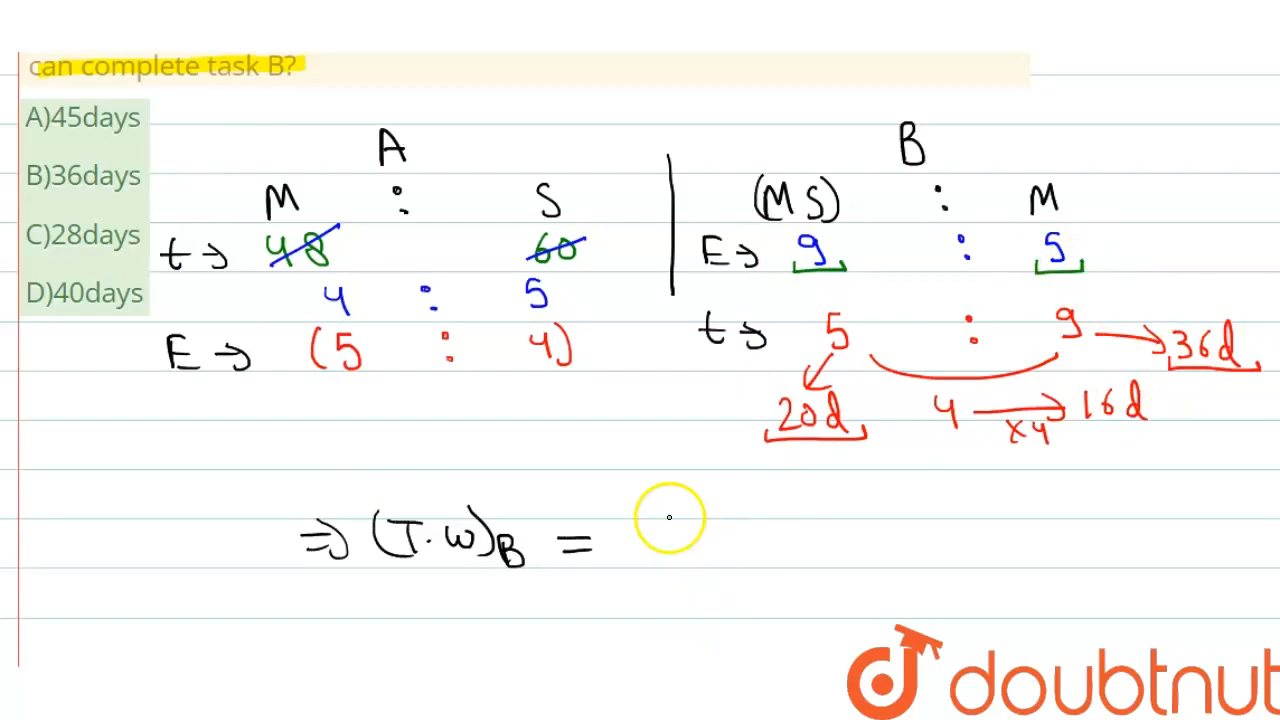 can complete task B?
A)45days
B)36days
C)28days
D)40days
A
M : S
t → 48 60
4 : 5
E → (5 : 4)
B
(M S) : M
E → 9 : 5
t → 5 : 9 → 36d
20d 4 → 16d
×4
⇒ (T.W)B =
doubtnut